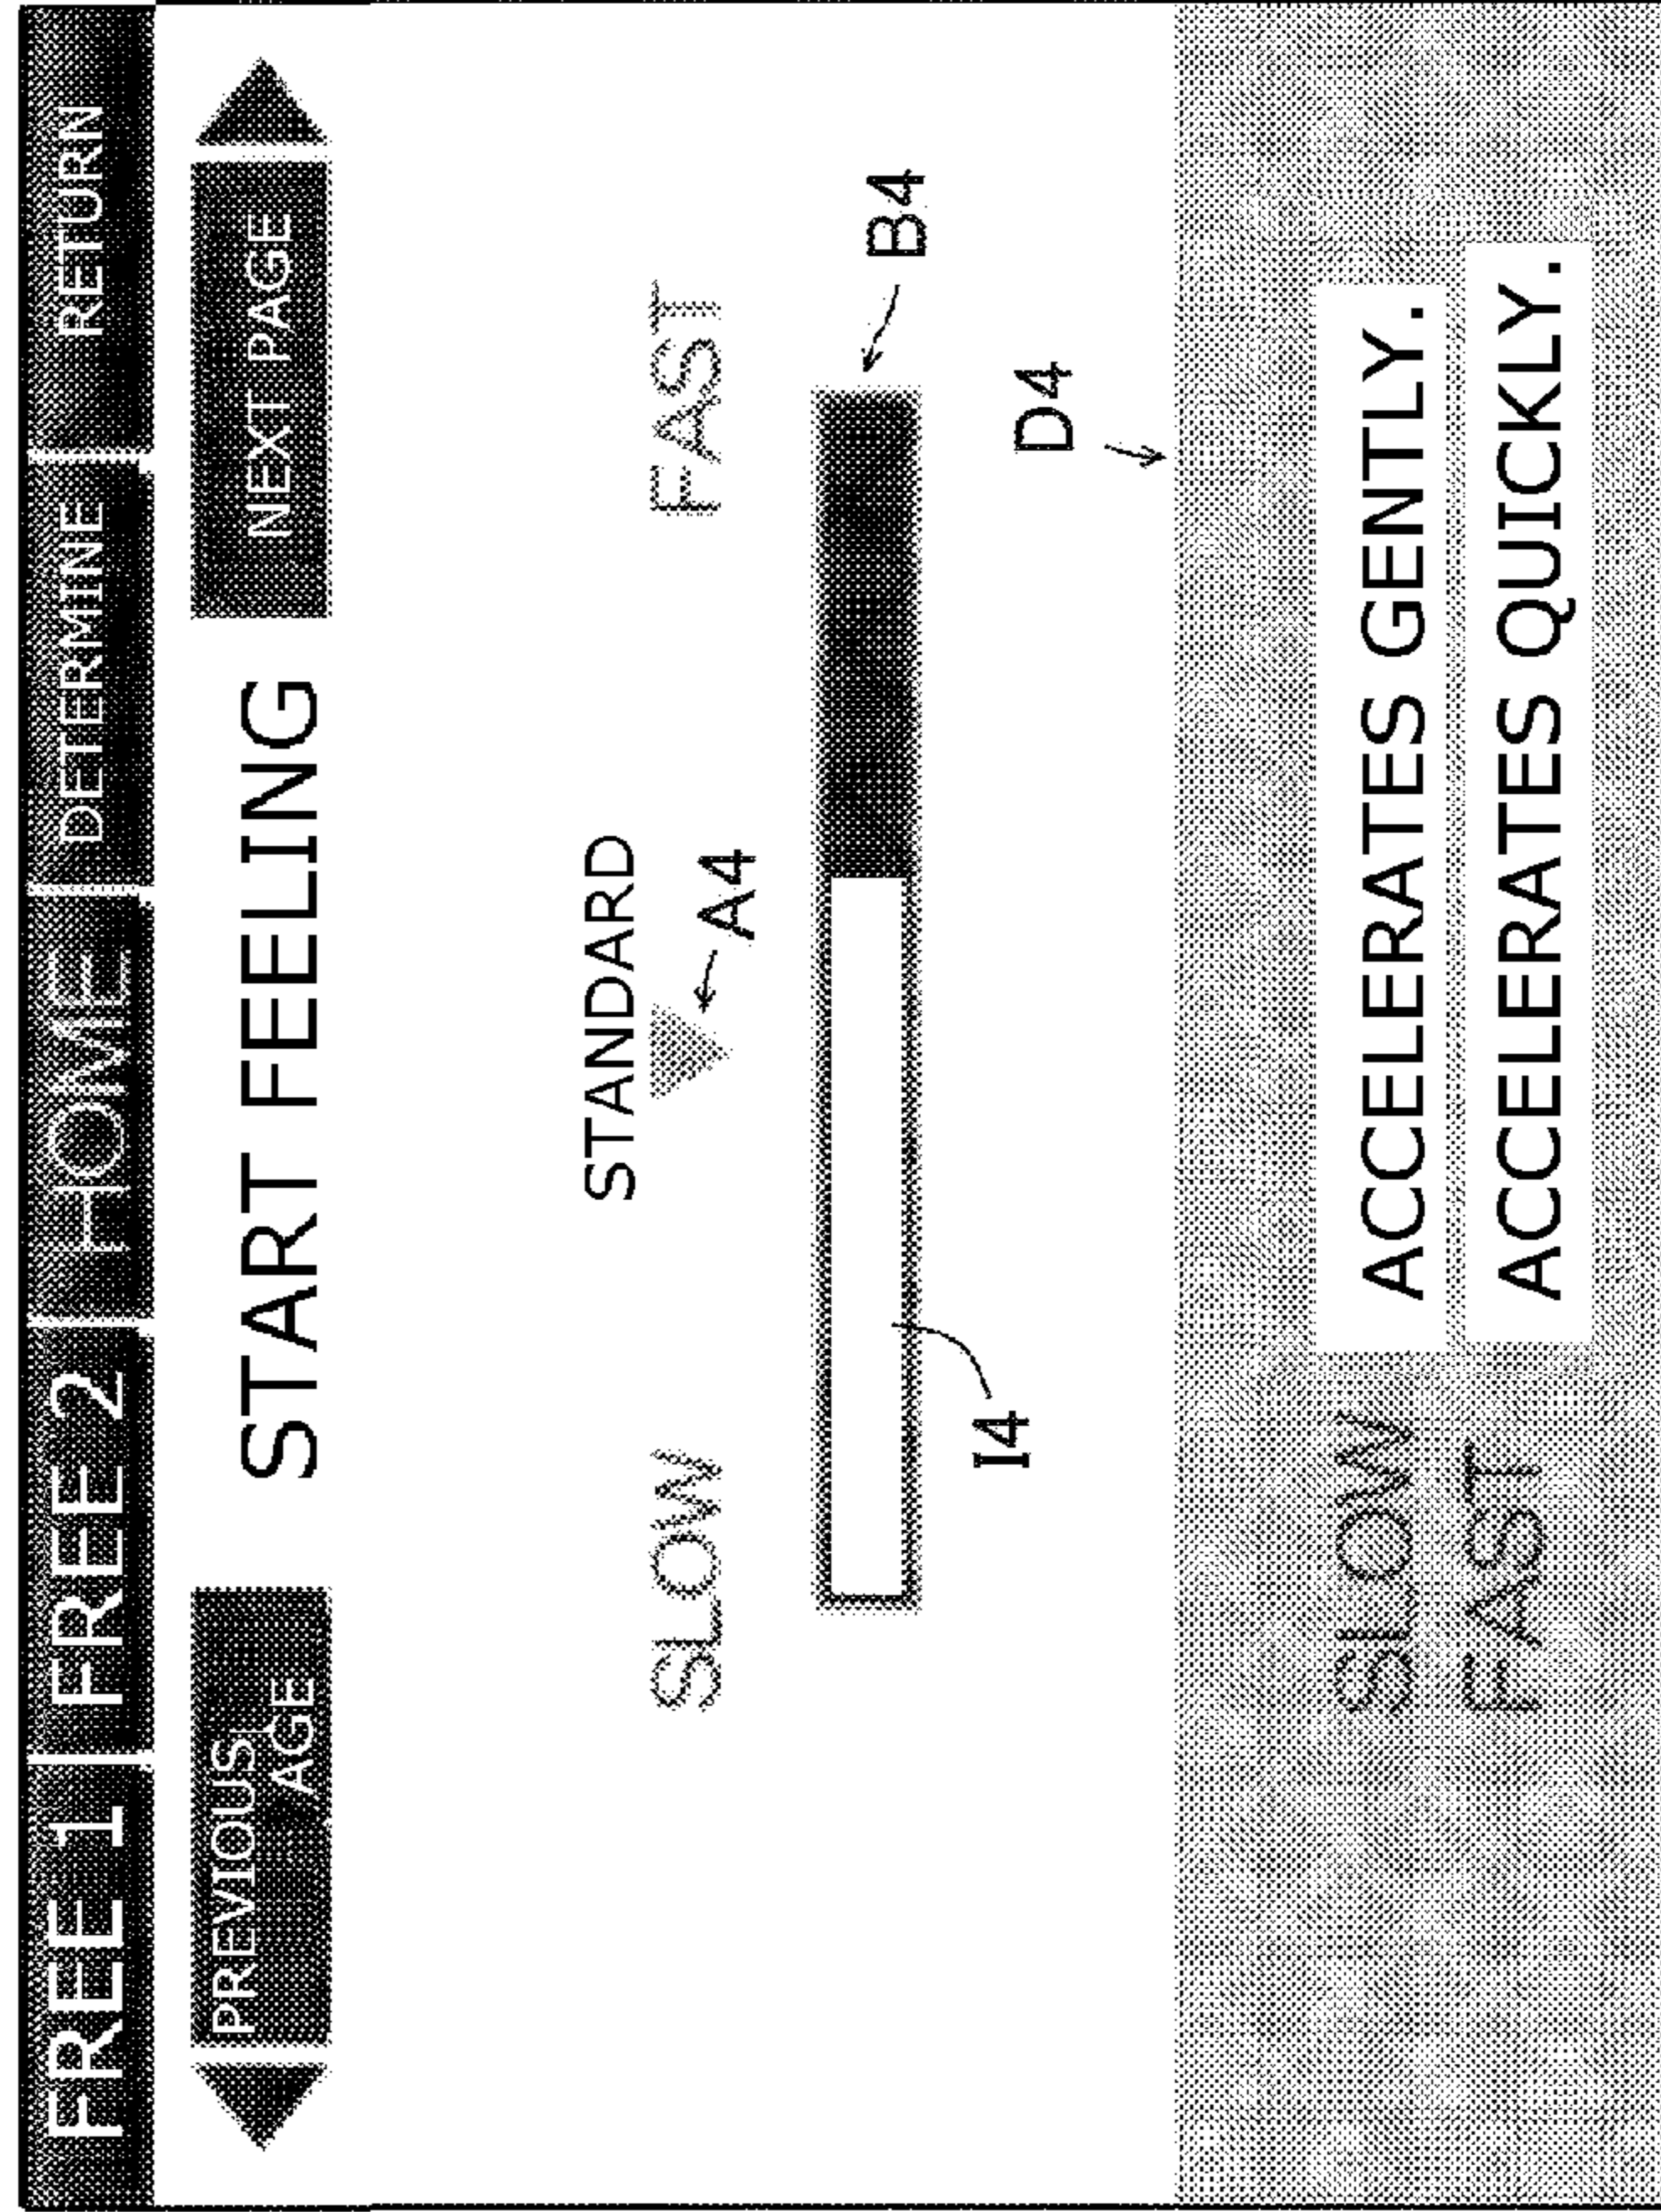 FREE 1 FREE 2 HOME DETERMINE RETURN
PREVIOUS
AGE
START FEELING
NEXT PAGE
STANDARD
SLOW
A4
FAST
B4
I4
D4
SLOW ACCELERATES GENTLY.
FAST ACCELERATES QUICKLY.